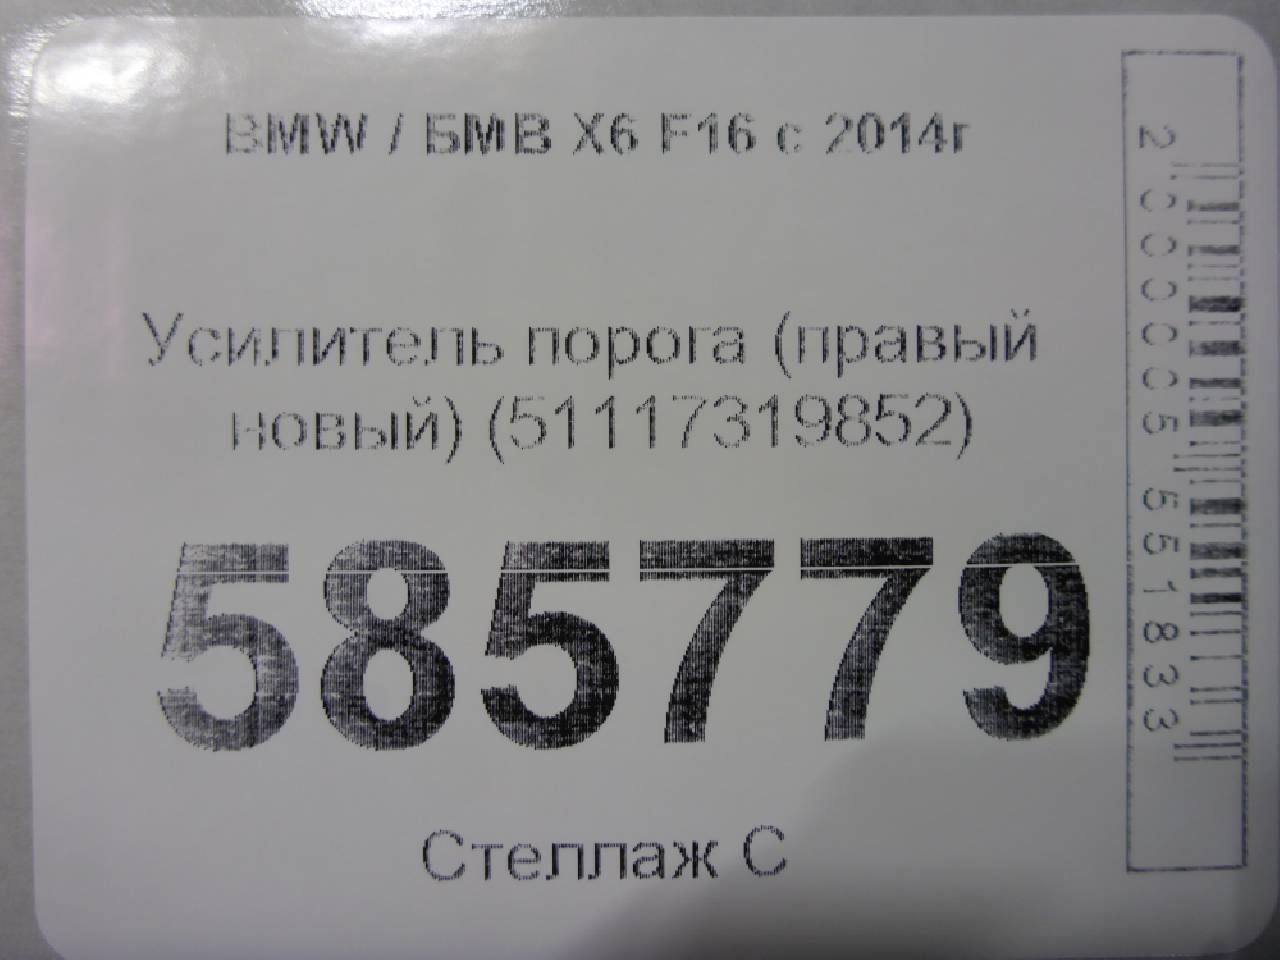 BMW / БМВ X6 F16 с 2014г
Усилитель порога (правый
новый) (51117319852)
585779
Стеллаж С
2000005551833